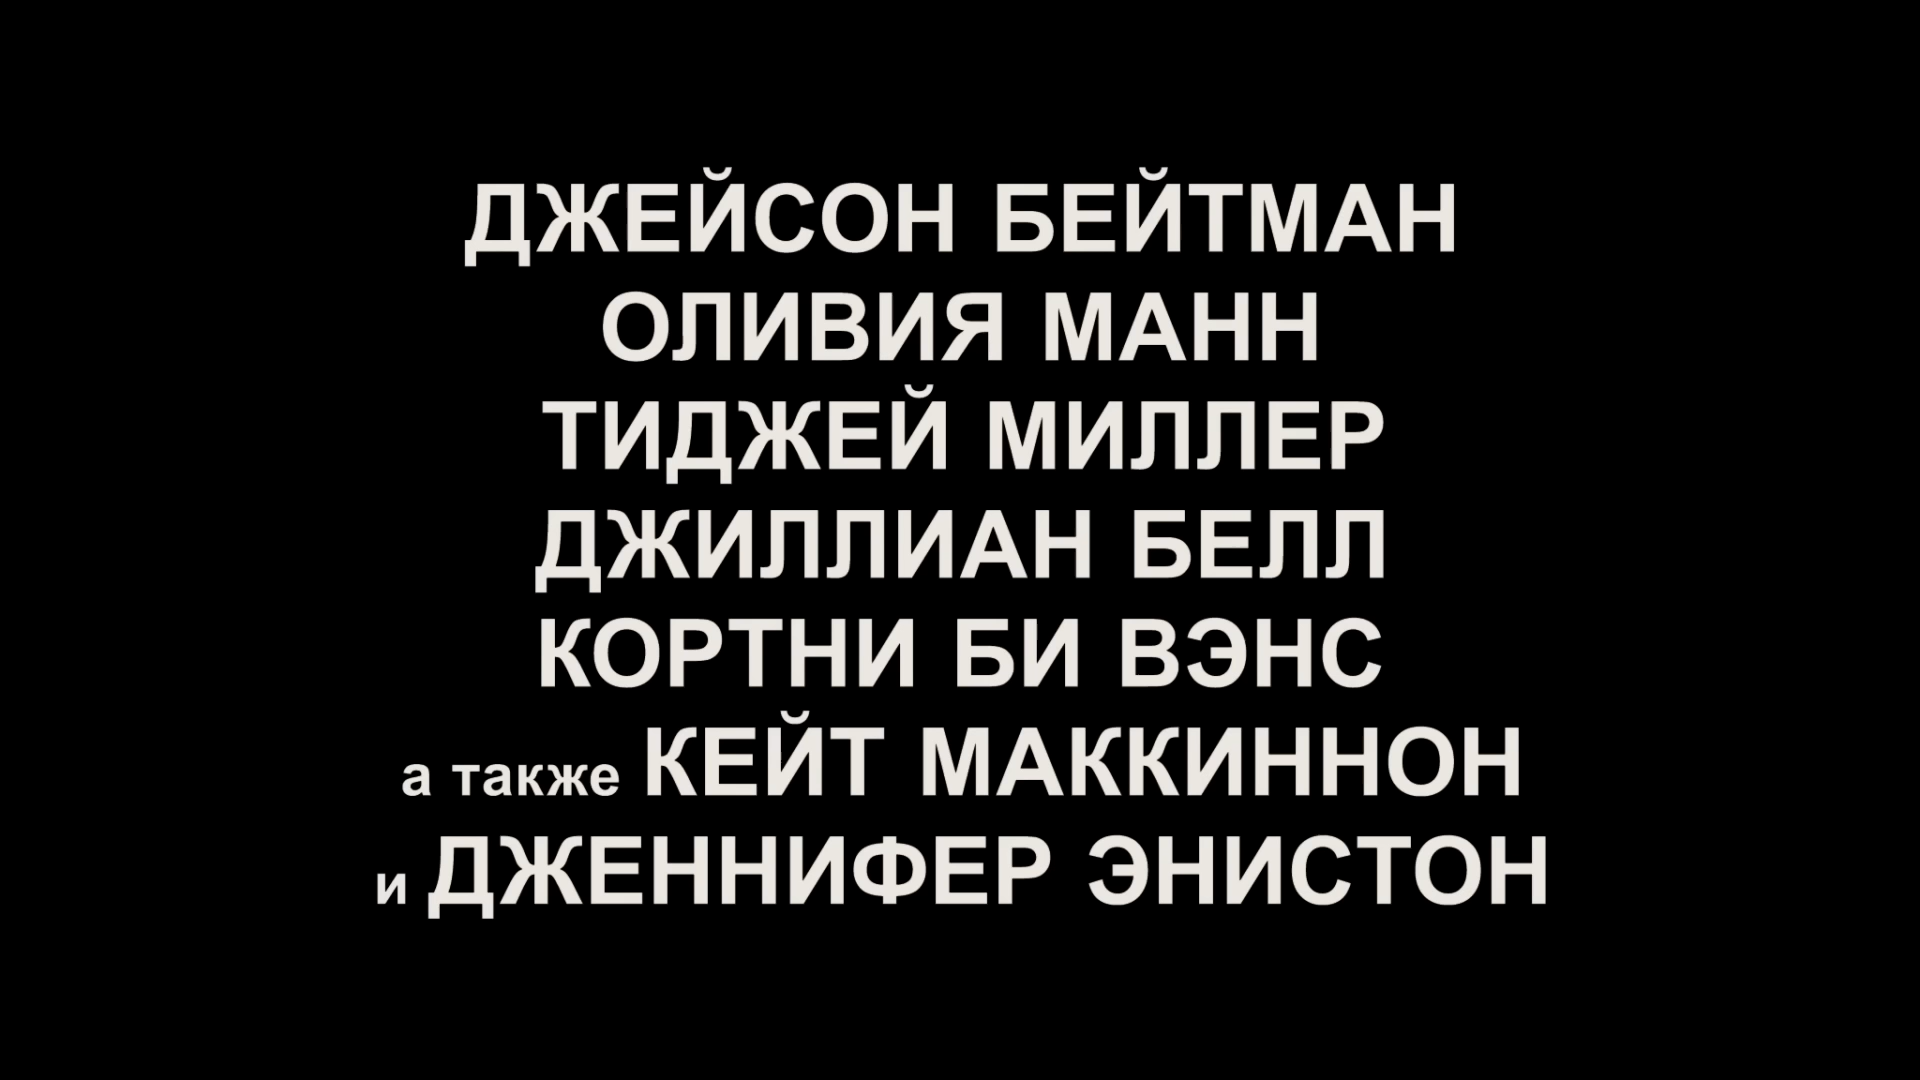 ДЖЕЙСОН БЕЙТМАН
ОЛИВИЯ МАНН
ТИДЖЕЙ МИЛЛЕР
ДЖИЛЛИАН БЕЛЛ
КОРТНИ БИ ВЭНС
а также КЕЙТ МАККИННОН
и ДЖЕННИФЕР ЭНИСТОН